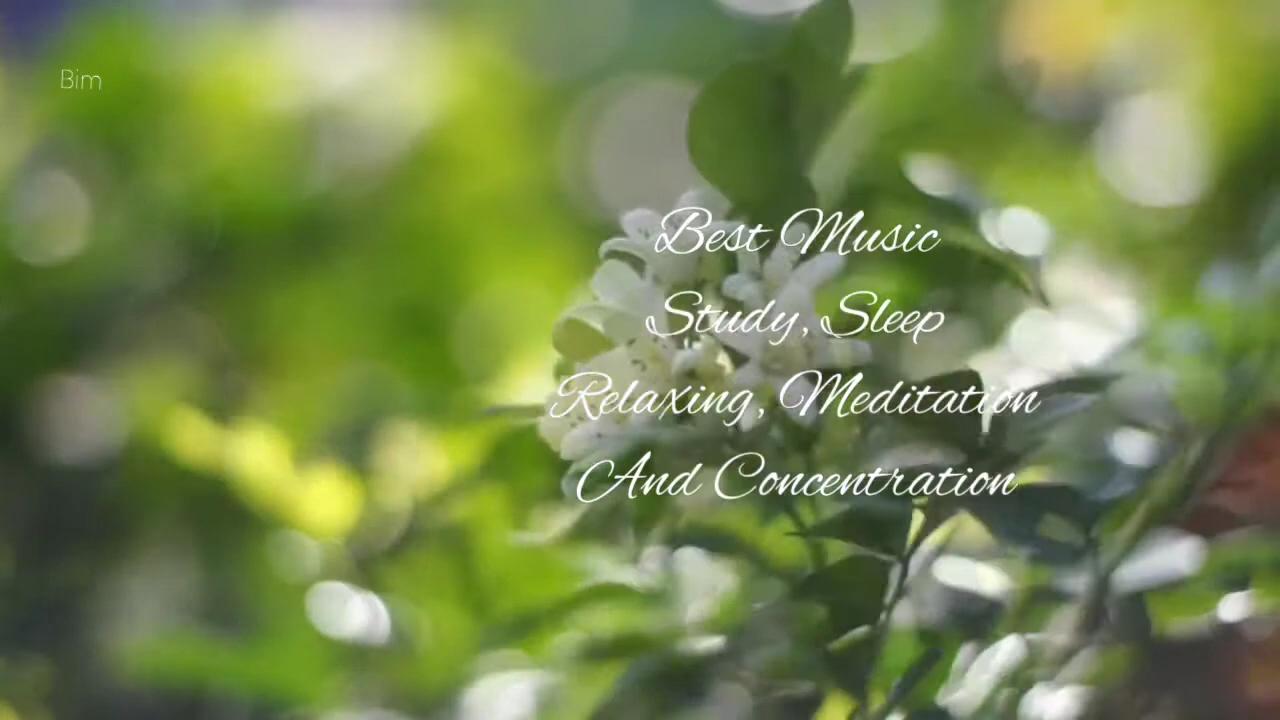 Bim
Best Music
Study, Sleep
Relaxing, Meditation
And Concentration